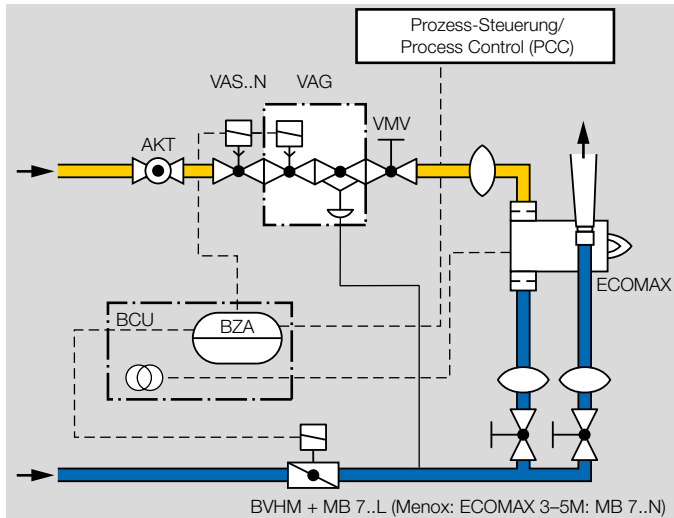 Prozess-Steuerung/
Process Control (PCC)
VAS..N
VAG
VMV
AKT
ECOMAX
BCU
BZA
BVHM + MB 7..L (Menox: ECOMAX 3–5M: MB 7..N)